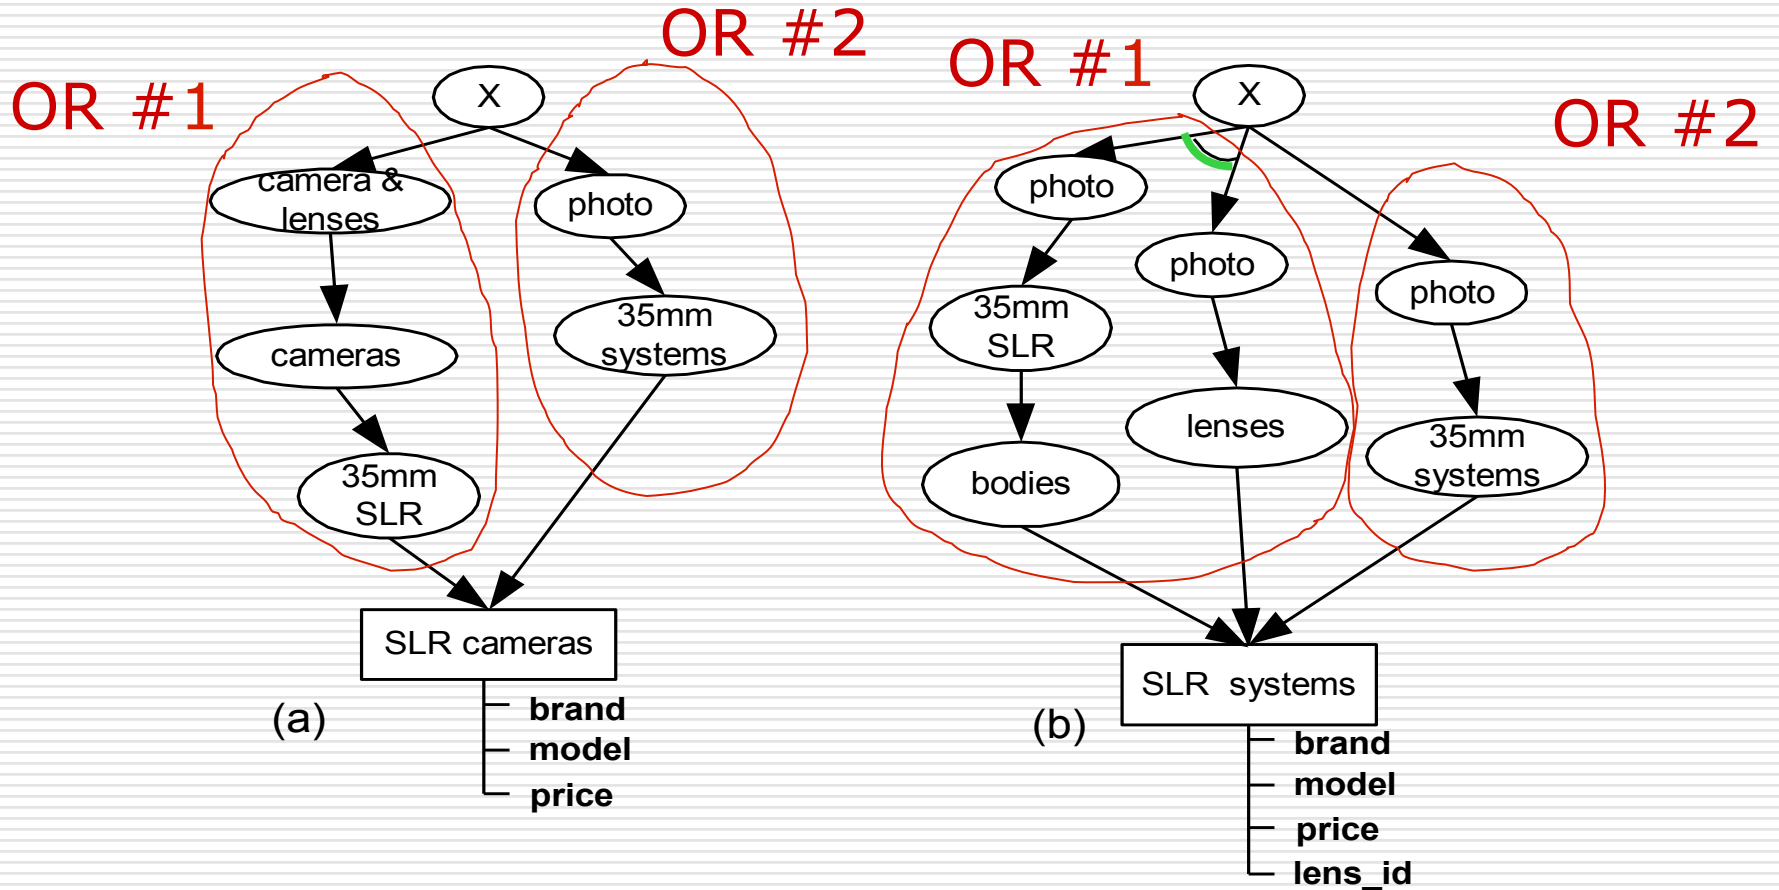 OR #2
OR #1
X
OR #1
X
OR #2
camera &
lenses
photo
cameras
35mm
systems
35mm
SLR
SLR cameras
(a)
brand
model
price
photo
photo
photo
35mm
SLR
lenses
35mm
systems
bodies
SLR systems
(b)
brand
model
price
lens_id